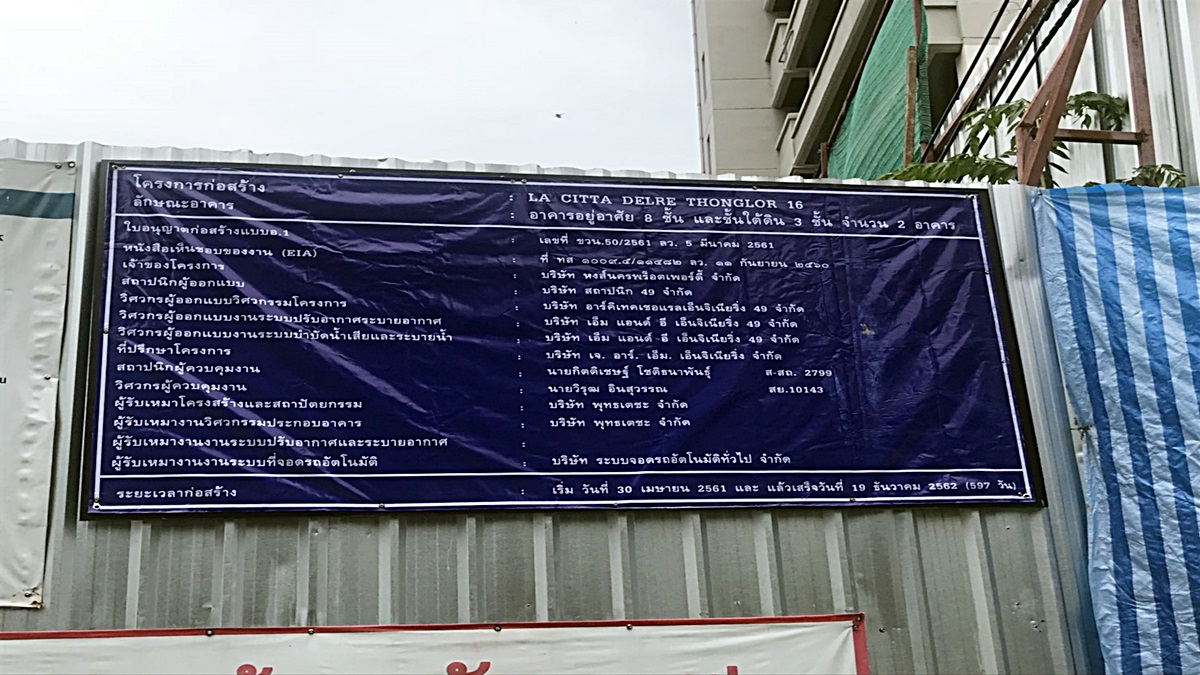 โครงการก่อสร้าง : LA CITTA DELRE THONGLOR 16
ลักษณะอาคาร : อาคารอยู่อาศัย 8 ชั้น และชั้นใต้ดิน 3 ชั้น จำนวน 2 อาคาร
ใบอนุญาตก่อสร้างแบบอ.1 : เลขที่ ขวน.50/2561 ลว. 5 มีนาคม 2561
หนังสือเห็นชอบของงาน (EIA) : ที่ ทส ๑๐๐๙.๕/๑๑๔๘๒ ลว. ๑๑ กันยายน ๒๕๖๐
เจ้าของโครงการ : บริษัท หงส์นครพร็อตเพอร์ตี้ จำกัด
สถาปนิกผู้ออกแบบ : บริษัท สถาปนิก 49 จำกัด
วิศวกรผู้ออกแบบวิศวกรรมโครงการ : บริษัท อาร์คิเทคเชอแรลเอ็นจิเนียริ่ง 49 จำกัด
วิศวกรผู้ออกแบบงานระบบปรับอากาศระบายอากาศ : บริษัท เอ็ม แอนด์ อี เอ็นจิเนียริ่ง 49 จำกัด
วิศวกรผู้ออกแบบงานระบบบำบัดน้ำเสียและระบายน้ำ : บริษัท เอ็ม แอนด์ อี เอ็นจิเนียริ่ง 49 จำกัด
ที่ปรึกษาโครงการ : บริษัท เจ. อาร์. เอ็ม. เอ็นจิเนียริ่ง จำกัด
สถาปนิกผู้ควบคุมงาน : นายกิตติเชษฐ์ โชติธนาพันธุ์ ส-สถ. 2799
วิศวกรผู้ควบคุมงาน : นายวิรุฒ อินสุวรรณ สย.10143
ผู้รับเหมาโครงสร้างและสถาปัตยกรรม : บริษัท พุทธเตชะ จำกัด
ผู้รับเหมางานวิศวกรรมประกอบอาคาร : บริษัท พุทธเตชะ จำกัด
ผู้รับเหมางานงานระบบปรับอากาศและระบายอากาศ :
ผู้รับเหมางานงานระบบที่จอดรถอัตโนมัติ : บริษัท ระบบจอดรถอัตโนมัติทั่วไป จำกัด
ระยะเวลาก่อสร้าง : เริ่ม วันที่ 30 เมษายน 2561 และ แล้วเสร็จวันที่ 19 ธันวาคม 2562 (597 วัน)